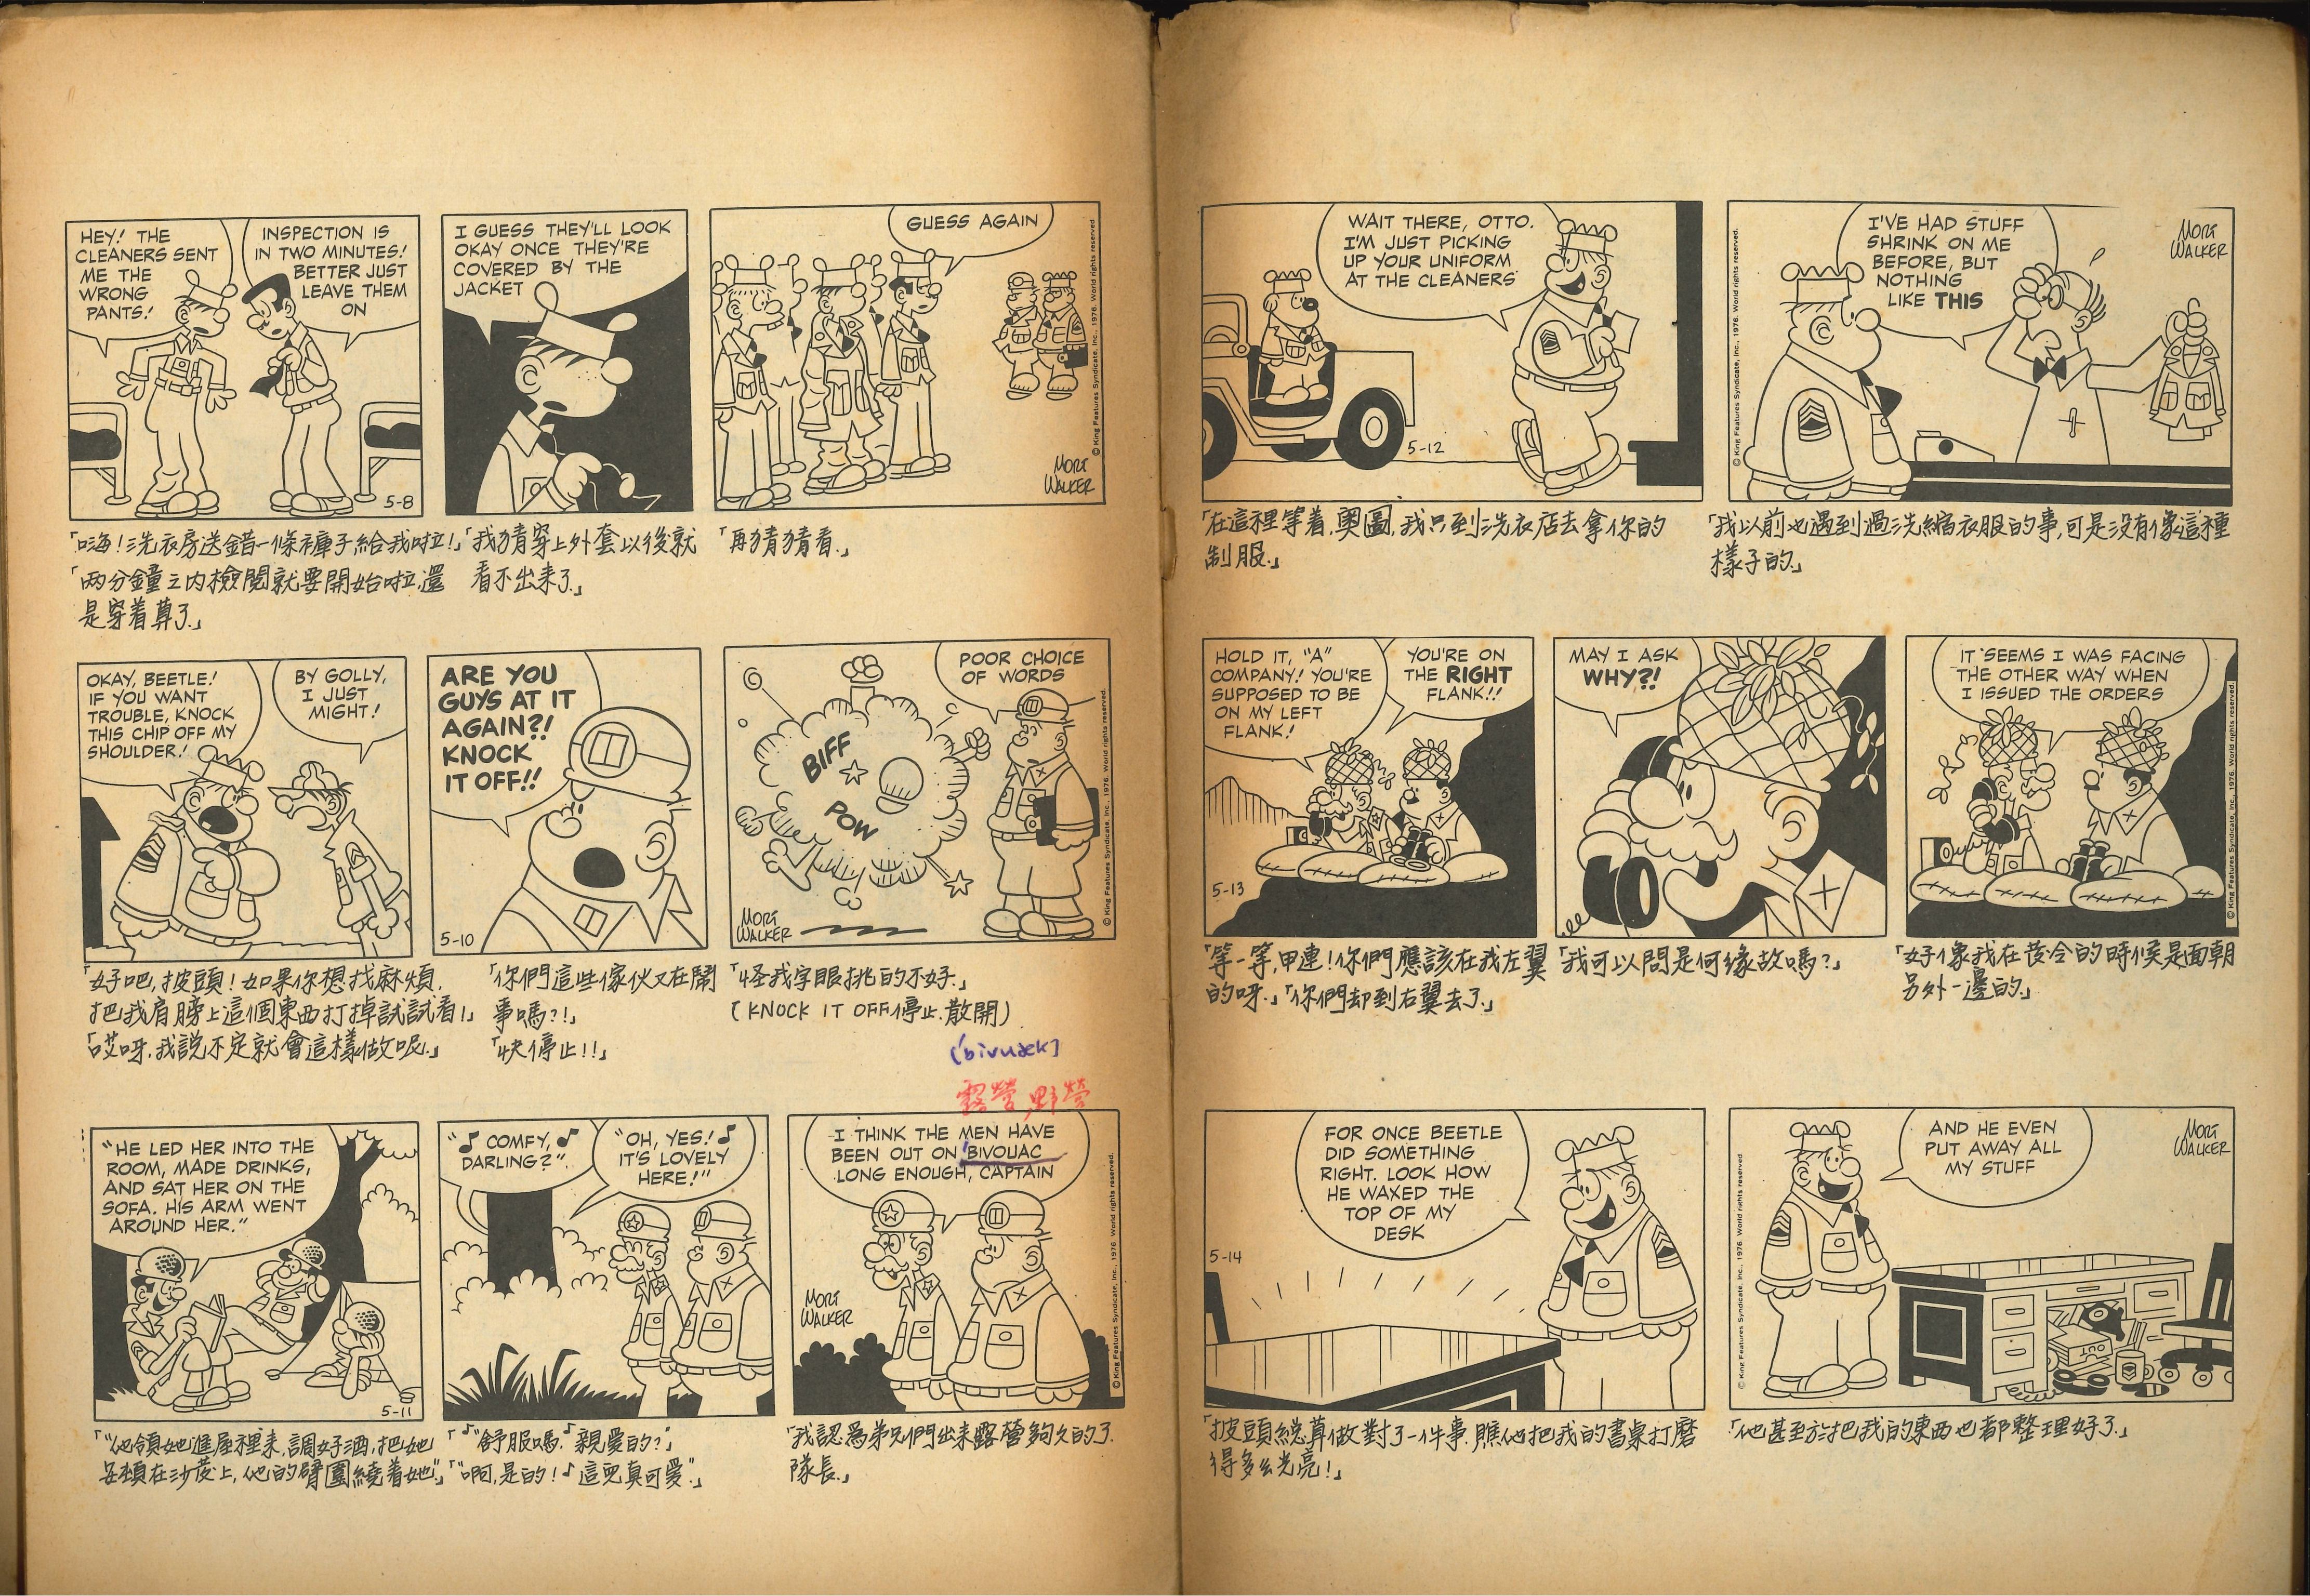 HEY! THE
CLEANERS SENT
ME THE
WRONG
PANTS!
INSPECTION IS
IN TWO MINUTES!
BETTER JUST
LEAVE THEM
ON
5-8
I GUESS THEY'LL LOOK
OKAY ONCE THEY'RE
COVERED BY THE
JACKET
GUESS AGAIN
MORT
WALKER
© King Features Syndicate, Inc., 1976. World rights reserved.
「嗨！洗衣房送錯一條褲子給我啦！」
「两分鐘之内檢閱就要開始啦,還
是穿着算了.」
「我猜穿上外套以後就
看不出来了.」
「再猜猜看.」
OKAY, BEETLE!
IF YOU WANT
TROUBLE, KNOCK
THIS CHIP OFF MY
SHOULDER!
BY GOLLY,
I JUST
MIGHT!
ARE YOU
GUYS AT IT
AGAIN?!
KNOCK
IT OFF!!
5-10
POOR CHOICE
OF WORDS
BIFF
POW
MORT
WALKER
© King Features Syndicate, Inc., 1976. World rights reserved.
「好吧,披頭！如果你想找麻煩,
把我肩膀上這個東西打掉試試看！」
「哎呀,我説不定就會這樣做呢.」
「你們這些傢伙又在鬧
事嗎？！」
「快停止！！」
「怪我字眼挑的不好.」
(KNOCK IT OFF停止.散開)
露營,野營
"HE LED HER INTO THE
ROOM, MADE DRINKS,
AND SAT HER ON THE
SOFA. HIS ARM WENT
AROUND HER."
5-11
"♪ COMFY, ♪
DARLING?"
"OH, YES! ♪
IT'S LOVELY
HERE!"
I THINK THE MEN HAVE
BEEN OUT ON BIVOUAC
LONG ENOUGH, CAPTAIN
MORT
WALKER
© King Features Syndicate, Inc., 1976. World rights reserved.
「"他領她進屋裡来,調好酒,把她
安頓在沙茷上,他的臂圍繞着她"」
「♪"舒服嗎,♪親愛的？"」
「"啊,是的！♪這兒真可愛".」
「我認為弟兄們出来露營夠久的了.
隊長.」
WAIT THERE, OTTO.
I'M JUST PICKING
UP YOUR UNIFORM
AT THE CLEANERS
5-12
I'VE HAD STUFF
SHRINK ON ME
BEFORE, BUT
NOTHING
LIKE THIS
MORT
WALKER
© King Features Syndicate, Inc., 1976. World rights reserved.
「在這裡等着,奧圖,我只到洗衣店去拿你的
制服.」
「我以前也遇到過洗縮衣服的事,可是没有像這種
樣子的.」
HOLD IT, "A"
COMPANY! YOU'RE
SUPPOSED TO BE
ON MY LEFT
FLANK!
YOU'RE ON
THE RIGHT
FLANK!!
5-13
MAY I ASK
WHY?!
IT SEEMS I WAS FACING
THE OTHER WAY WHEN
I ISSUED THE ORDERS
© King Features Syndicate, Inc., 1976. World rights reserved.
「等一等,甲連！你們應該在我左翼
的呀.」「你們却到右翼去了.」
「我可以問是何緣故嗎？」
「好像我在發令的時候是面朝
另外一邊的.」
FOR ONCE BEETLE
DID SOMETHING
RIGHT. LOOK HOW
HE WAXED THE
TOP OF MY
DESK
5-14
AND HE EVEN
PUT AWAY ALL
MY STUFF
MORT
WALKER
OUT
© King Features Syndicate, Inc., 1976. World rights reserved.
「披頭総算做對了一件事.瞧他把我的書桌打磨
得多么光亮！」
「他甚至於把我的東西也都整理好了.」